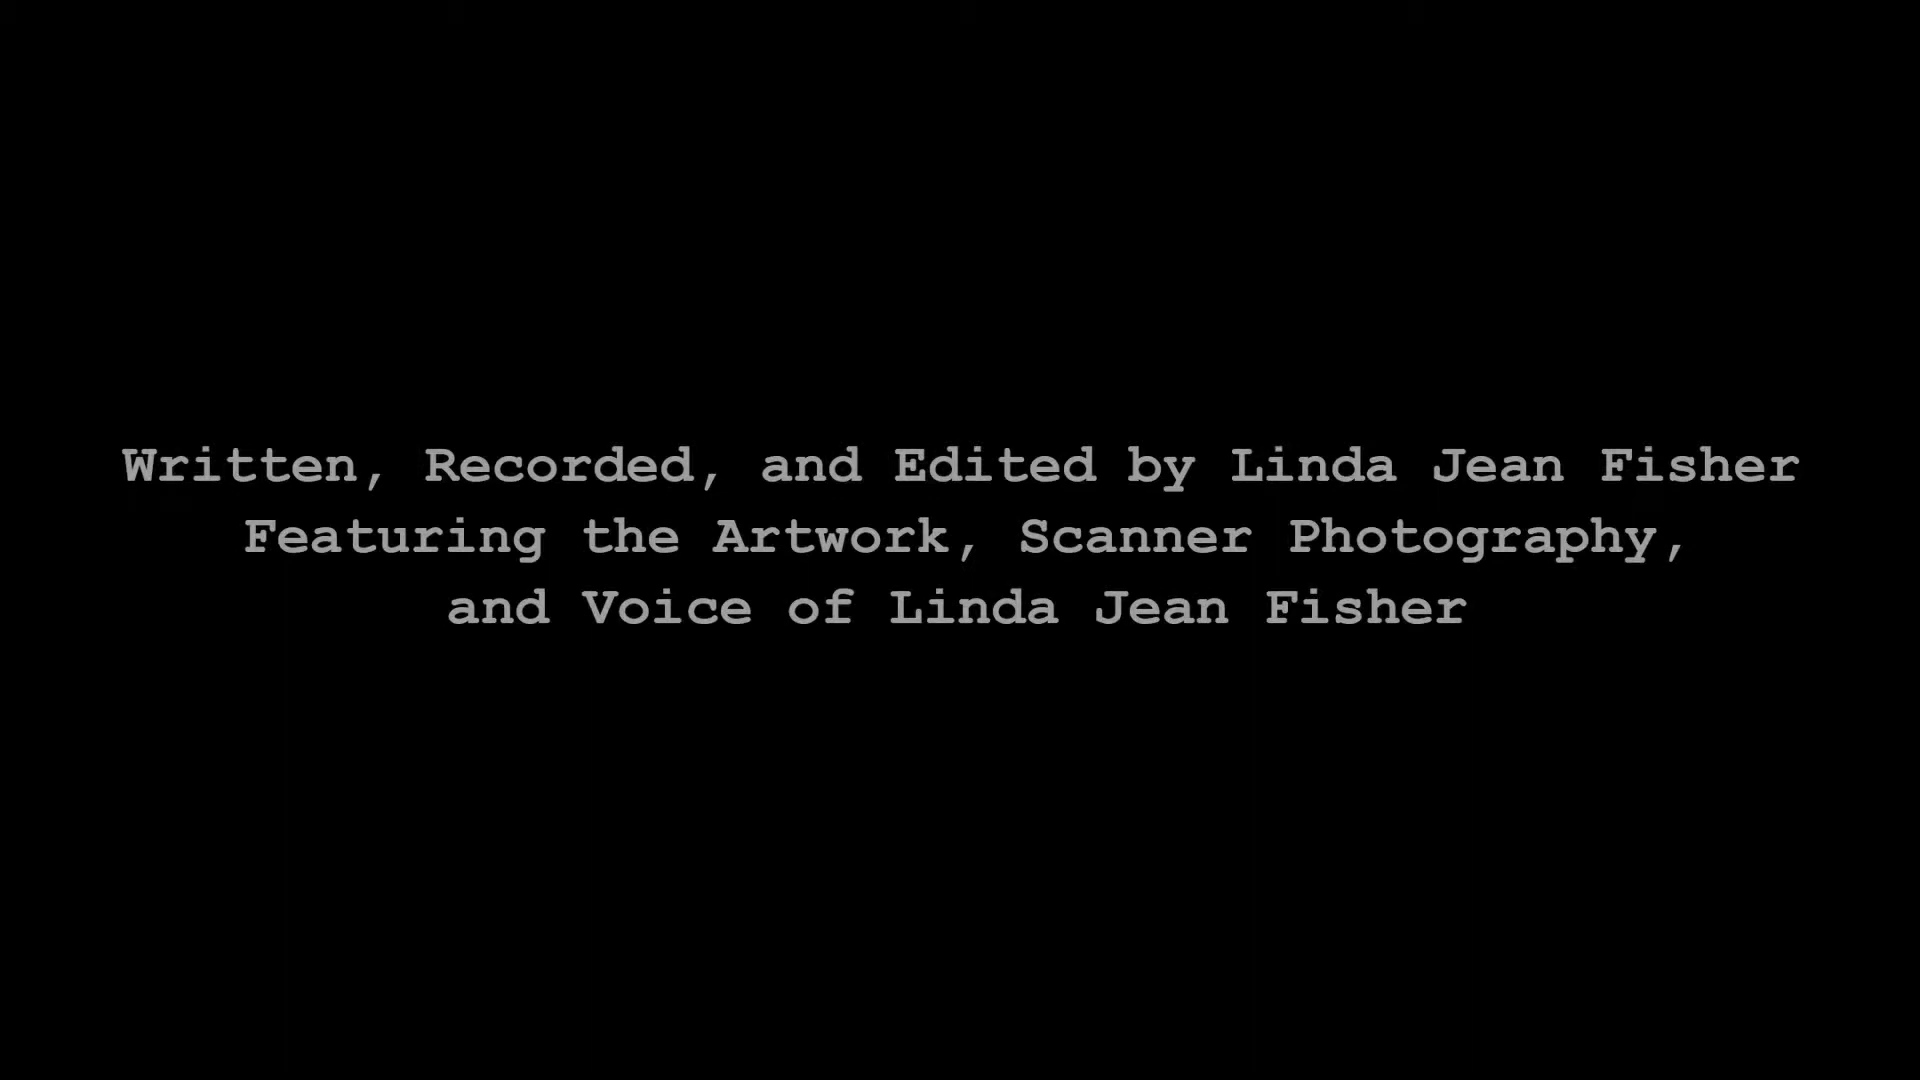 Written, Recorded, and Edited by Linda Jean Fisher
Featuring the Artwork, Scanner Photography,
and Voice of Linda Jean Fisher